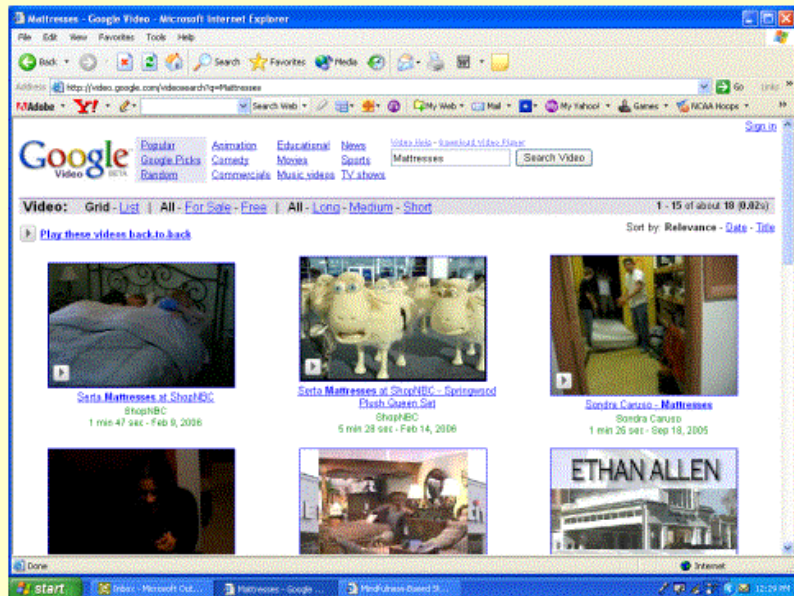 Mattresses - Google Video - Microsoft Internet Explorer
File Edit View Favorites Tools Help
Back Search Favorites Media
Address http://video.google.com/videosearch?q=Mattresses Go Links »
Adobe Y! Search Web My Web Mail My Yahoo! Games NCAA Hoops »
Sign in
Google Video BETA
Popular Animation Educational News
Google Picks Comedy Movies Sports
Random Commercials Music videos TV shows
Video Help - Download Video Player
Mattresses Search Video
Video: Grid - List | All - For Sale - Free | All - Long - Medium - Short 1 - 15 of about 18 (0.02s)
Play these videos back-to-back Sort by: Relevance - Date - Title
Serta Mattresses at ShopNBC
ShopNBC
1 min 47 sec - Feb 9, 2006
Serta Mattresses at ShopNBC - Springwood
Plush Queen Set
ShopNBC
5 min 28 sec - Feb 14, 2006
Sondra Caruso - Mattresses
Sondra Caruso
1 min 26 sec - Sep 18, 2005
ETHAN ALLEN
Done Internet
start Inbox - Microsoft Out... Mattresses - Google ... Mindfulness-Based St... 12:29 PM